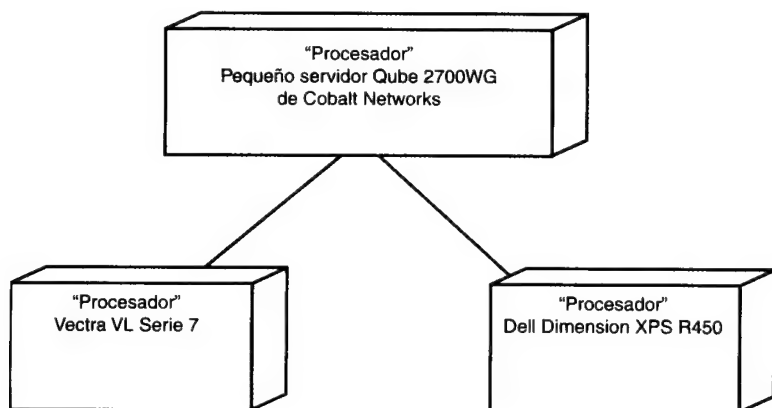 “Procesador”
Pequeño servidor Qube 2700WG
de Cobalt Networks
“Procesador”
Vectra VL Serie 7
“Procesador”
Dell Dimension XPS R450